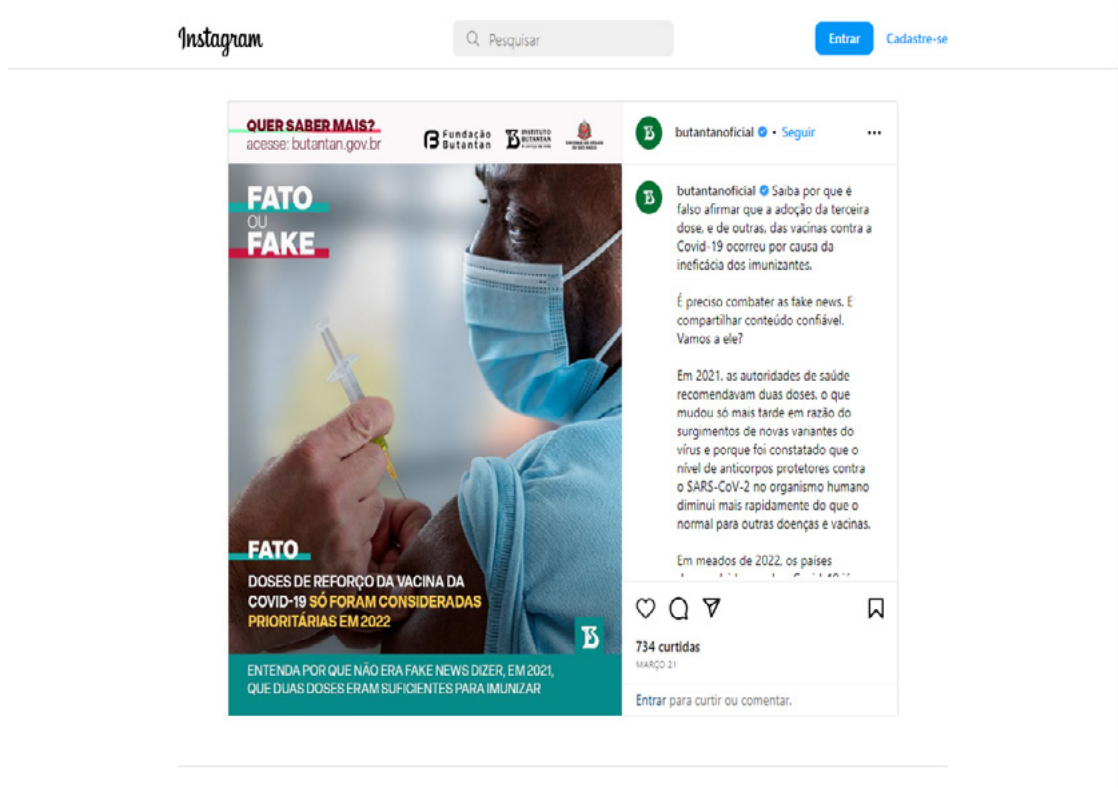 Instagram
Pesquisar
Entrar
Cadastre-se
QUER SABER MAIS?
acesse: butantan.gov.br
Fundação
Butantan
INSTITUTO
BUTANTAN
FATO
OU
FAKE
FATO
DOSES DE REFORÇO DA VACINA DA
COVID-19 SÓ FORAM CONSIDERADAS
PRIORITÁRIAS EM 2022
ENTENDA POR QUE NÃO ERA FAKE NEWS DIZER, EM 2021,
QUE DUAS DOSES ERAM SUFICIENTES PARA IMUNIZAR
butantanoficial • Seguir
butantanoficial Saiba por que é
falso afirmar que a adoção da terceira
dose, e de outras, das vacinas contra a
Covid-19 ocorreu por causa da
ineficácia dos imunizantes.
É preciso combater as fake news. E
compartilhar conteúdo confiável.
Vamos a ele?
Em 2021, as autoridades de saúde
recomendavam duas doses, o que
mudou só mais tarde em razão do
surgimentos de novas variantes do
vírus e porque foi constatado que o
nível de anticorpos protetores contra
o SARS-CoV-2 no organismo humano
diminui mais rapidamente do que o
normal para outras doenças e vacinas.
Em meados de 2022, os países
734 curtidas
MARÇO 21
Entrar para curtir ou comentar.